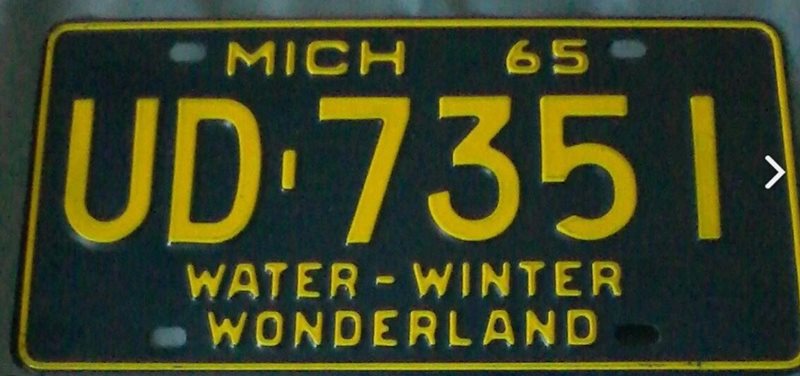 MICH 65
UD-7351
WATER-WINTER
WONDERLAND